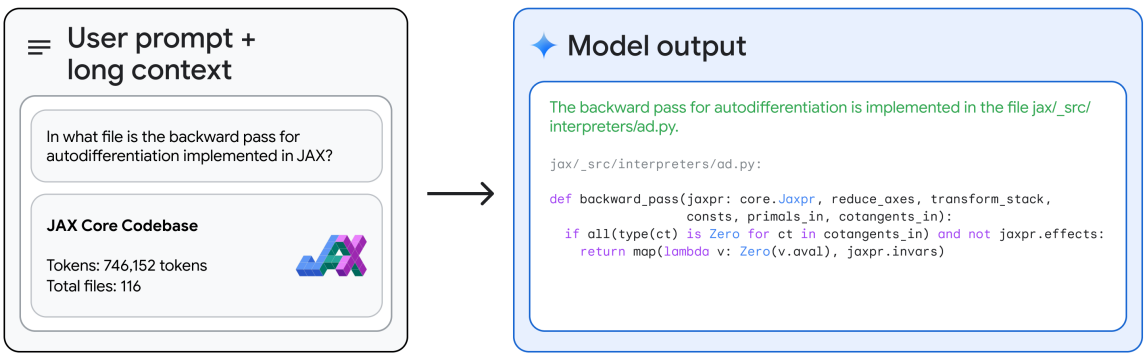 User prompt +
long context
In what file is the backward pass for
autodifferentiation implemented in JAX?
JAX Core Codebase
Tokens: 746,152 tokens
Total files: 116
JAX
Model output
The backward pass for autodifferentiation is implemented in the file jax/_src/
interpreters/ad.py.
jax/_src/interpreters/ad.py:
def backward_pass(jaxpr: core.Jaxpr, reduce_axes, transform_stack,
consts, primals_in, cotangents_in):
if all(type(ct) is Zero for ct in cotangents_in) and not jaxpr.effects:
return map(lambda v: Zero(v.aval), jaxpr.invars)